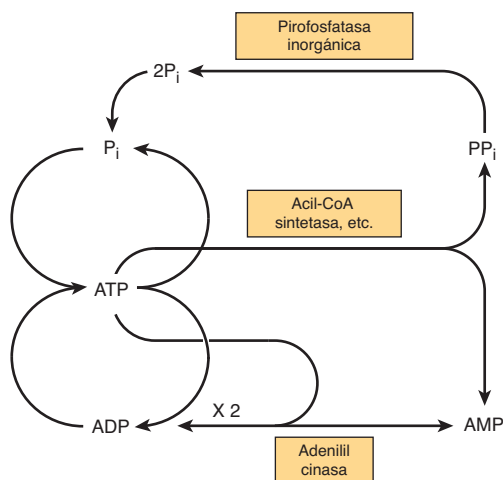 Pirofosfatasa
inorgánica
2Pi
Pi
PPi
Acil-CoA
sintetasa, etc.
ATP
X 2
ADP
AMP
Adenilil
cinasa